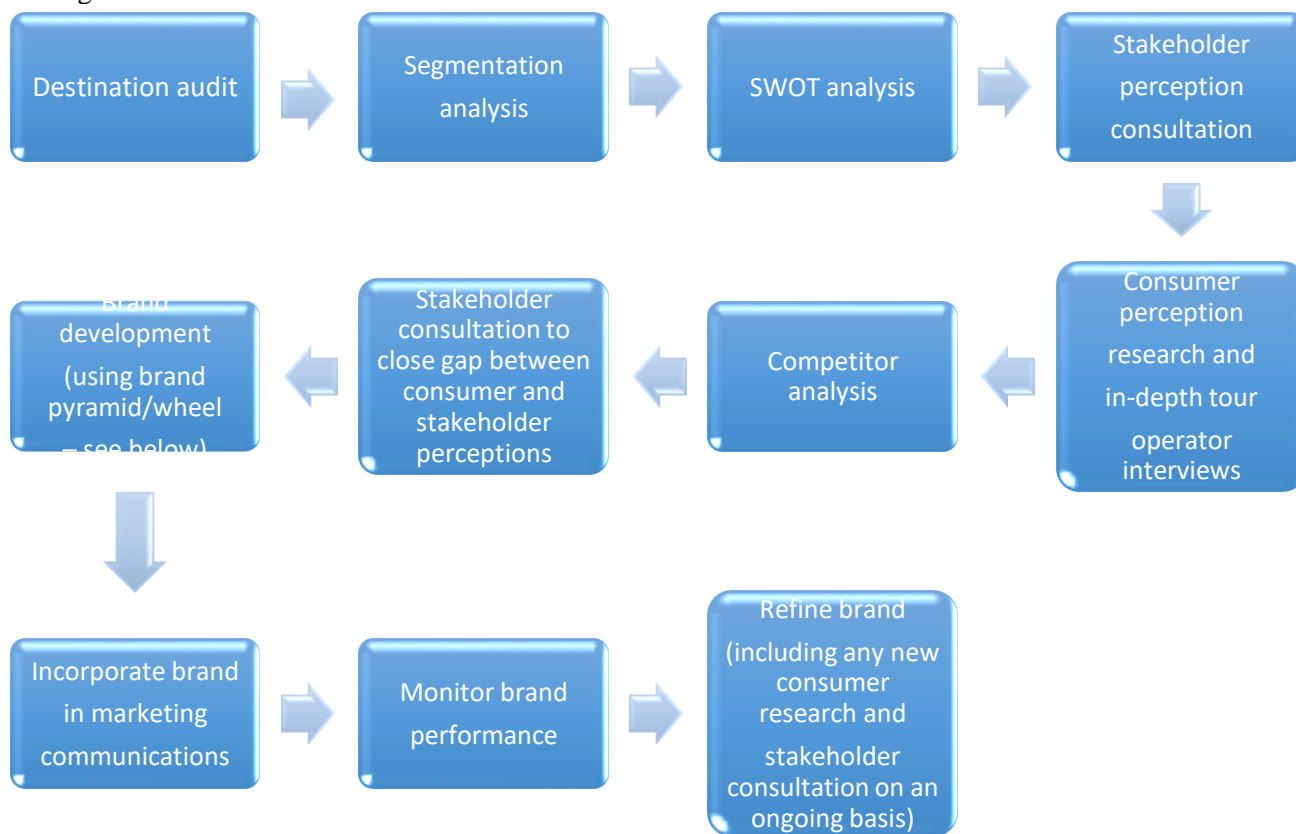 Destination audit
Segmentation
analysis
SWOT analysis
Stakeholder
perception
consultation
Consumer
perception
research and
in-depth tour
operator
interviews
Competitor
analysis
Stakeholder
consultation to
close gap between
consumer and
stakeholder
perceptions
Brand
development
(using brand
pyramid/wheel
– see below)
Incorporate brand
in marketing
communications
Monitor brand
performance
Refine brand
(including any new
consumer
research and
stakeholder
consultation on an
ongoing basis)